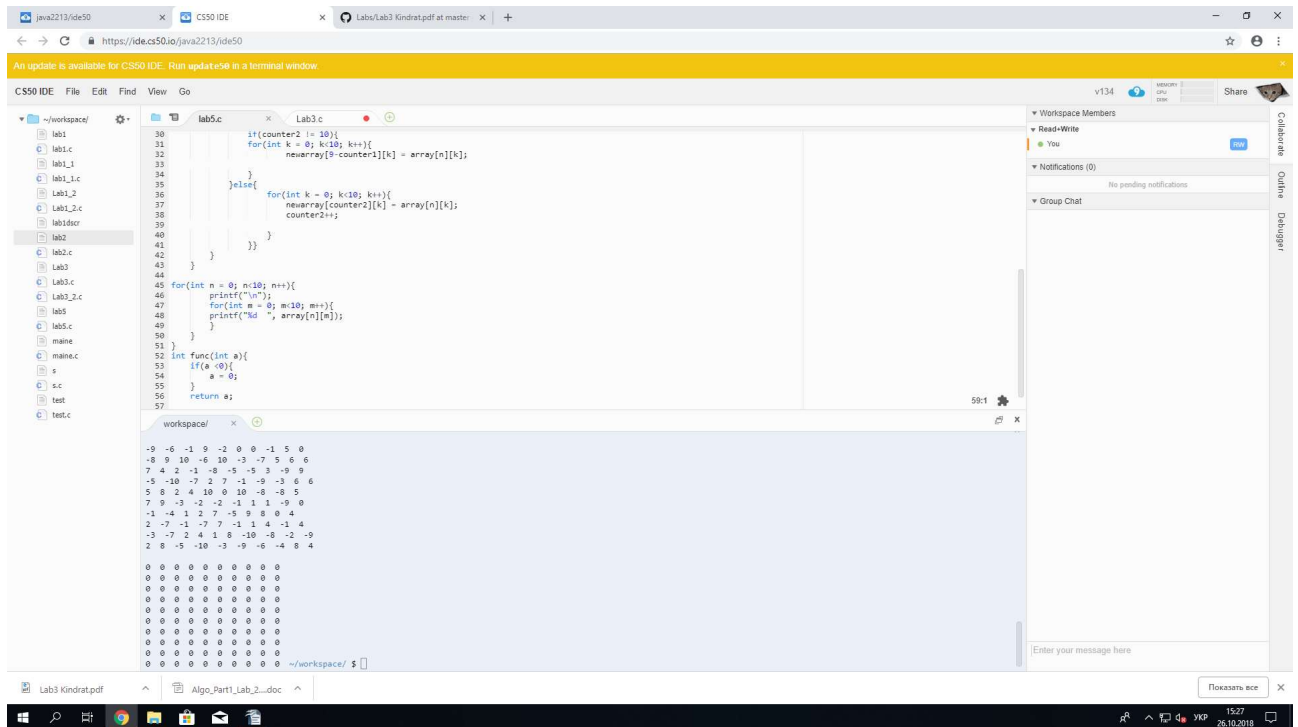 java2213/ide50
CS50 IDE
Labs/Lab3 Kindrat.pdf at master
https://ide.cs50.io/java2213/ide50
An update is available for CS50 IDE. Run update50 in a terminal window.
CS50 IDE File Edit Find View Go
v134
MEMORY
CPU
DISK
Share
~/workspace/
lab1
lab1.c
lab1_1
lab1_1.c
Lab1_2
Lab1_2.c
lab1dscr
lab2
lab2.c
Lab3
Lab3.c
Lab3_2.c
lab5
lab5.c
maine
maine.c
s
s.c
test
test.c
lab5.c
Lab3.c
30 if(counter2 != 10){
31 for(int k = 0; k<10; k++){
32 newarray[9-counter1][k] = array[n][k];
33
34 }
35 }else{
36 for(int k = 0; k<10; k++){
37 newarray[counter2][k] = array[n][k];
38 counter2++;
39
40 }
41 }}
42 }
43 }
44
45 for(int n = 0; n<10; n++){
46 printf("\n");
47 for(int m = 0; m<10; m++){
48 printf("%d  ", array[n][m]);
49 }
50 }
51 }
52 int func(int a){
53 if(a <0){
54 a = 0;
55 }
56 return a;
57
59:1
workspace/
-9 -6 -1 9 -2 0 0 -1 5 0
-8 9 10 -6 10 -3 -7 5 6 6
7 4 2 -1 -8 -5 -5 3 -9 9
-5 -10 -7 2 7 -1 -9 -3 6 6
5 8 2 4 10 0 10 -8 -8 5
7 9 -3 -2 -2 -1 1 1 -9 0
-1 -4 1 2 7 -5 9 8 0 4
2 -7 -1 -7 7 -1 1 4 -1 4
-3 -7 2 4 1 8 -10 -8 -2 -9
2 8 -5 -10 -3 -9 -6 -4 8 4
0 0 0 0 0 0 0 0 0 0
0 0 0 0 0 0 0 0 0 0
0 0 0 0 0 0 0 0 0 0
0 0 0 0 0 0 0 0 0 0
0 0 0 0 0 0 0 0 0 0
0 0 0 0 0 0 0 0 0 0
0 0 0 0 0 0 0 0 0 0
0 0 0 0 0 0 0 0 0 0
0 0 0 0 0 0 0 0 0 0
0 0 0 0 0 0 0 0 0 0 ~/workspace/ $
Workspace Members
Read+Write
You
RW
Notifications (0)
No pending notifications
Group Chat
Enter your message here
Collaborate
Outline
Debugger
Lab3 Kindrat.pdf
Algo_Part1_Lab_2....doc
Показать все
УКР
15:27
26.10.2018